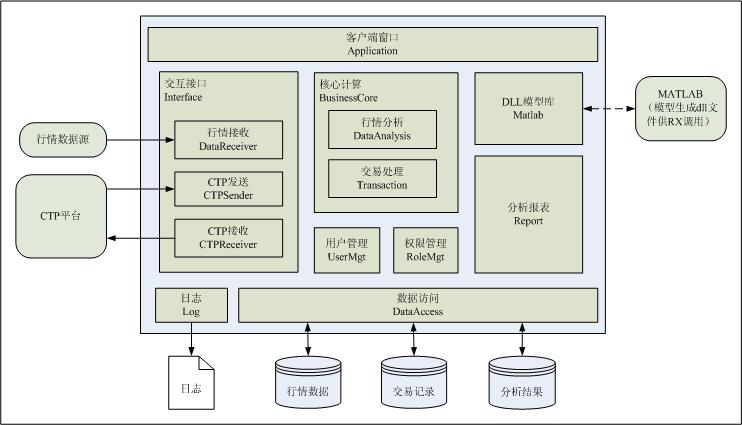 客户端窗口
Application
交互接口
Interface
行情接收
DataReceiver
CTP发送
CTPSender
CTP接收
CTPReceiver
核心计算
BusinessCore
行情分析
DataAnalysis
交易处理
Transaction
用户管理
UserMgt
权限管理
RoleMgt
DLL模型库
Matlab
分析报表
Report
MATLAB
（模型生成dll文
件供RX调用）
行情数据源
CTP平台
日志
Log
数据访问
DataAccess
日志
行情数据
交易记录
分析结果